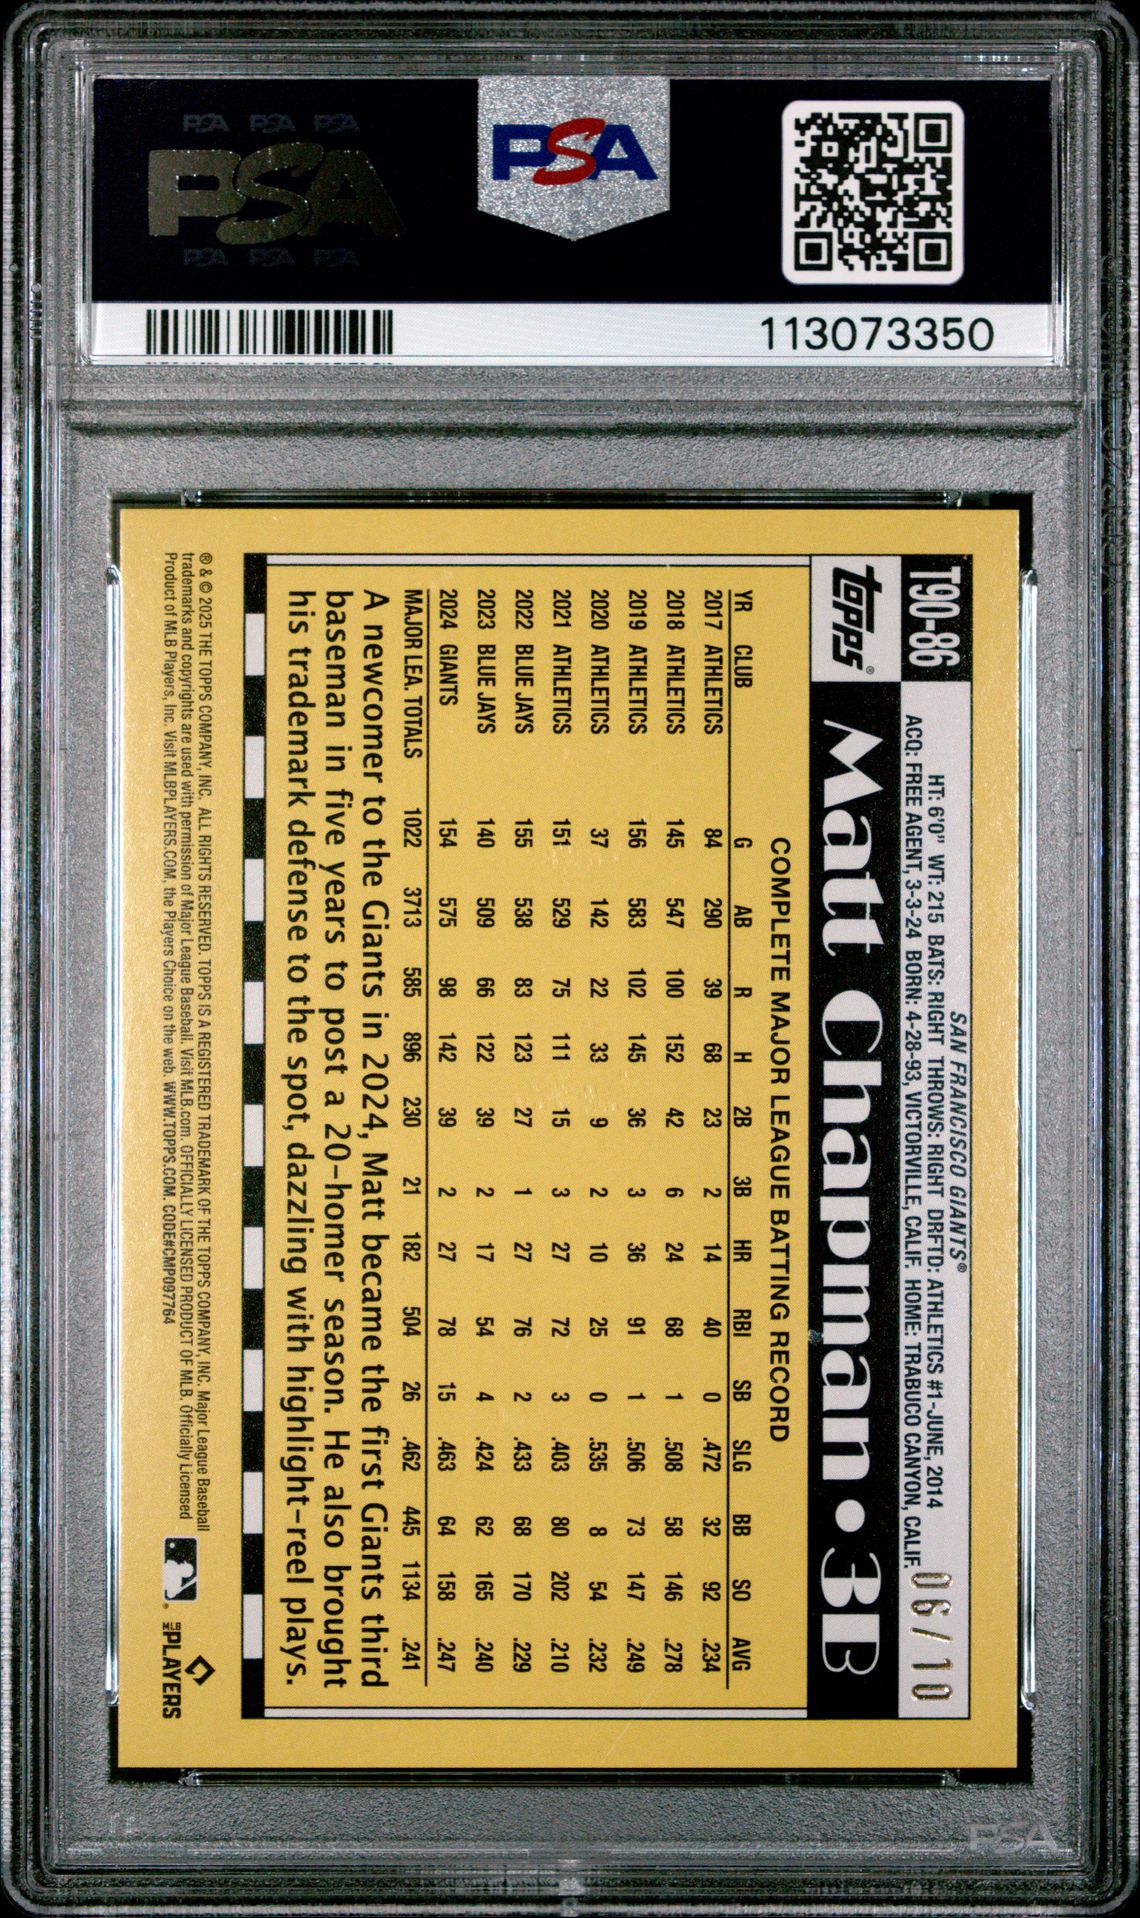 PSA PSA PSA
PSA
PSA PSA PSA
PSA
113073350
T90-86
SAN FRANCISCO GIANTS®
HT: 6'0" WT: 215 BATS: RIGHT THROWS: RIGHT DRFTD: ATHLETICS #1-JUNE, 2014
ACQ: FREE AGENT, 3-3-24 BORN: 4-28-93, VICTORVILLE, CALIF. HOME: TRABUCO CANYON, CALIF.
06/10
topps®
Matt Chapman • 3B
COMPLETE MAJOR LEAGUE BATTING RECORD
YR CLUB G AB R H 2B 3B HR RBI SB SLG BB SO AVG
2017 ATHLETICS 84 290 39 68 23 2 14 40 0 .472 32 92 .234
2018 ATHLETICS 145 547 100 152 42 6 24 68 1 .508 58 146 .278
2019 ATHLETICS 156 583 102 145 36 3 36 91 1 .506 73 147 .249
2020 ATHLETICS 37 142 22 33 9 2 10 25 0 .535 8 54 .232
2021 ATHLETICS 151 529 75 111 15 3 27 72 3 .403 80 202 .210
2022 BLUE JAYS 155 538 83 123 27 1 27 76 2 .433 68 170 .229
2023 BLUE JAYS 140 509 66 122 39 2 17 54 4 .424 62 165 .240
2024 GIANTS 154 575 98 142 39 2 27 78 15 .463 64 158 .247
MAJOR LEA. TOTALS 1022 3713 585 896 230 21 182 504 26 .462 445 1134 .241
A newcomer to the Giants in 2024, Matt became the first Giants third
baseman in five years to post a 20-homer season. He also brought
his trademark defense to the spot, dazzling with highlight-reel plays.
® & © 2025 THE TOPPS COMPANY, INC. ALL RIGHTS RESERVED. TOPPS IS A REGISTERED TRADEMARK OF THE TOPPS COMPANY, INC. Major League Baseball
trademarks and copyrights are used with permission of Major League Baseball. Visit MLB.com. OFFICIALLY LICENSED PRODUCT OF MLB. Officially Licensed
Product of MLB Players, Inc. Visit MLBPLAYERS.COM, the Players Choice on the web. WWW.TOPPS.COM. CODE#CMP097764
MLB PLAYERS
PSA